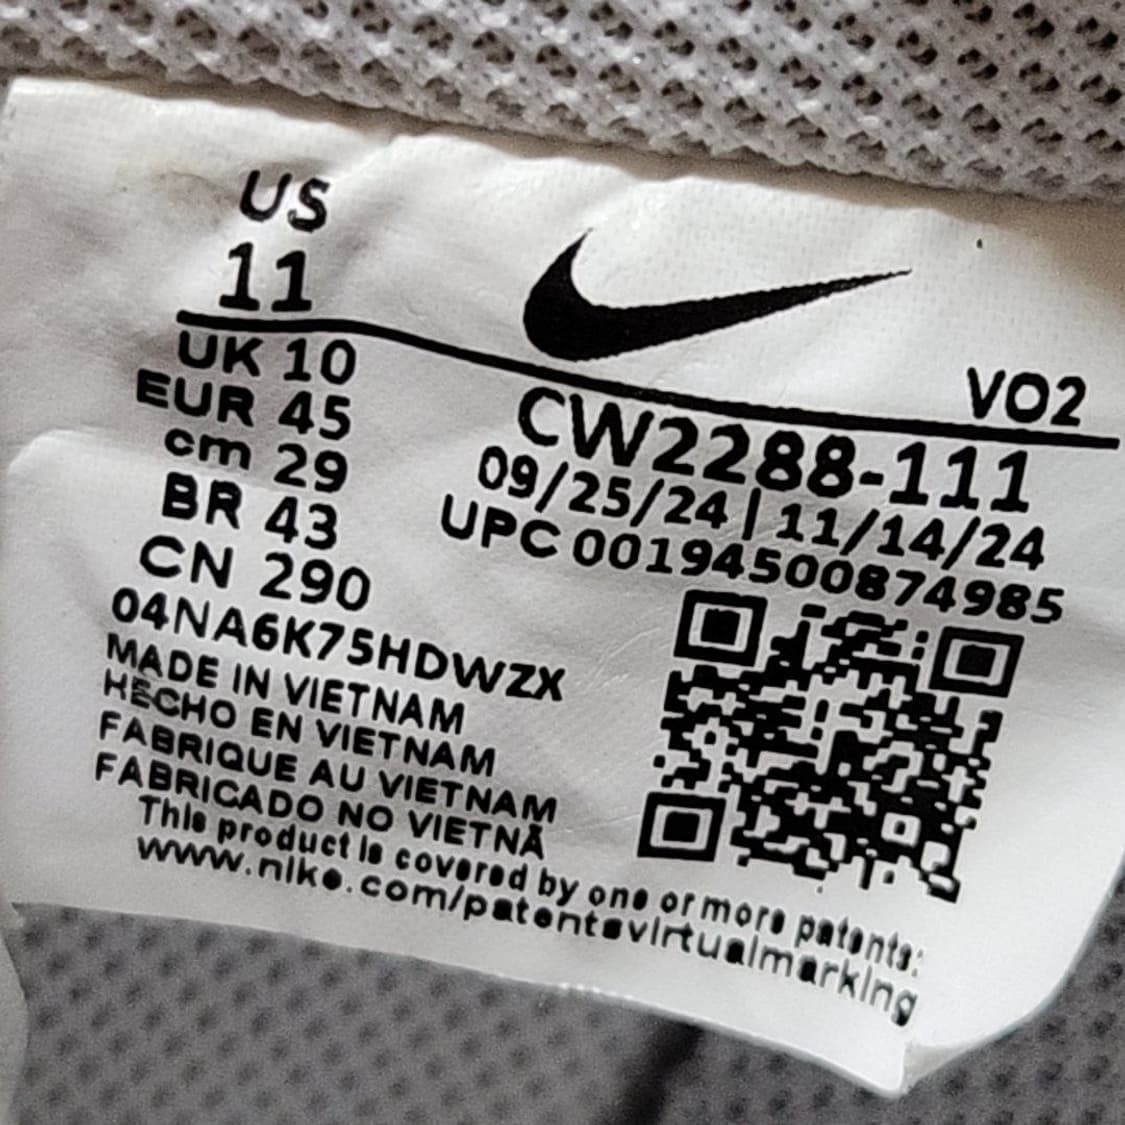 US
11
UK 10
EUR 45
cm 29
BR 43
CN 290
04NA6K75HDWZX
MADE IN VIETNAM
HECHO EN VIETNAM
FABRIQUE AU VIETNAM
FABRICADO NO VIETNÃ
This product is covered by one or more patents:
www.nike.com/patentsvirtualmarking
VO2
CW2288-111
09/25/24 | 11/14/24
UPC 00194500874985